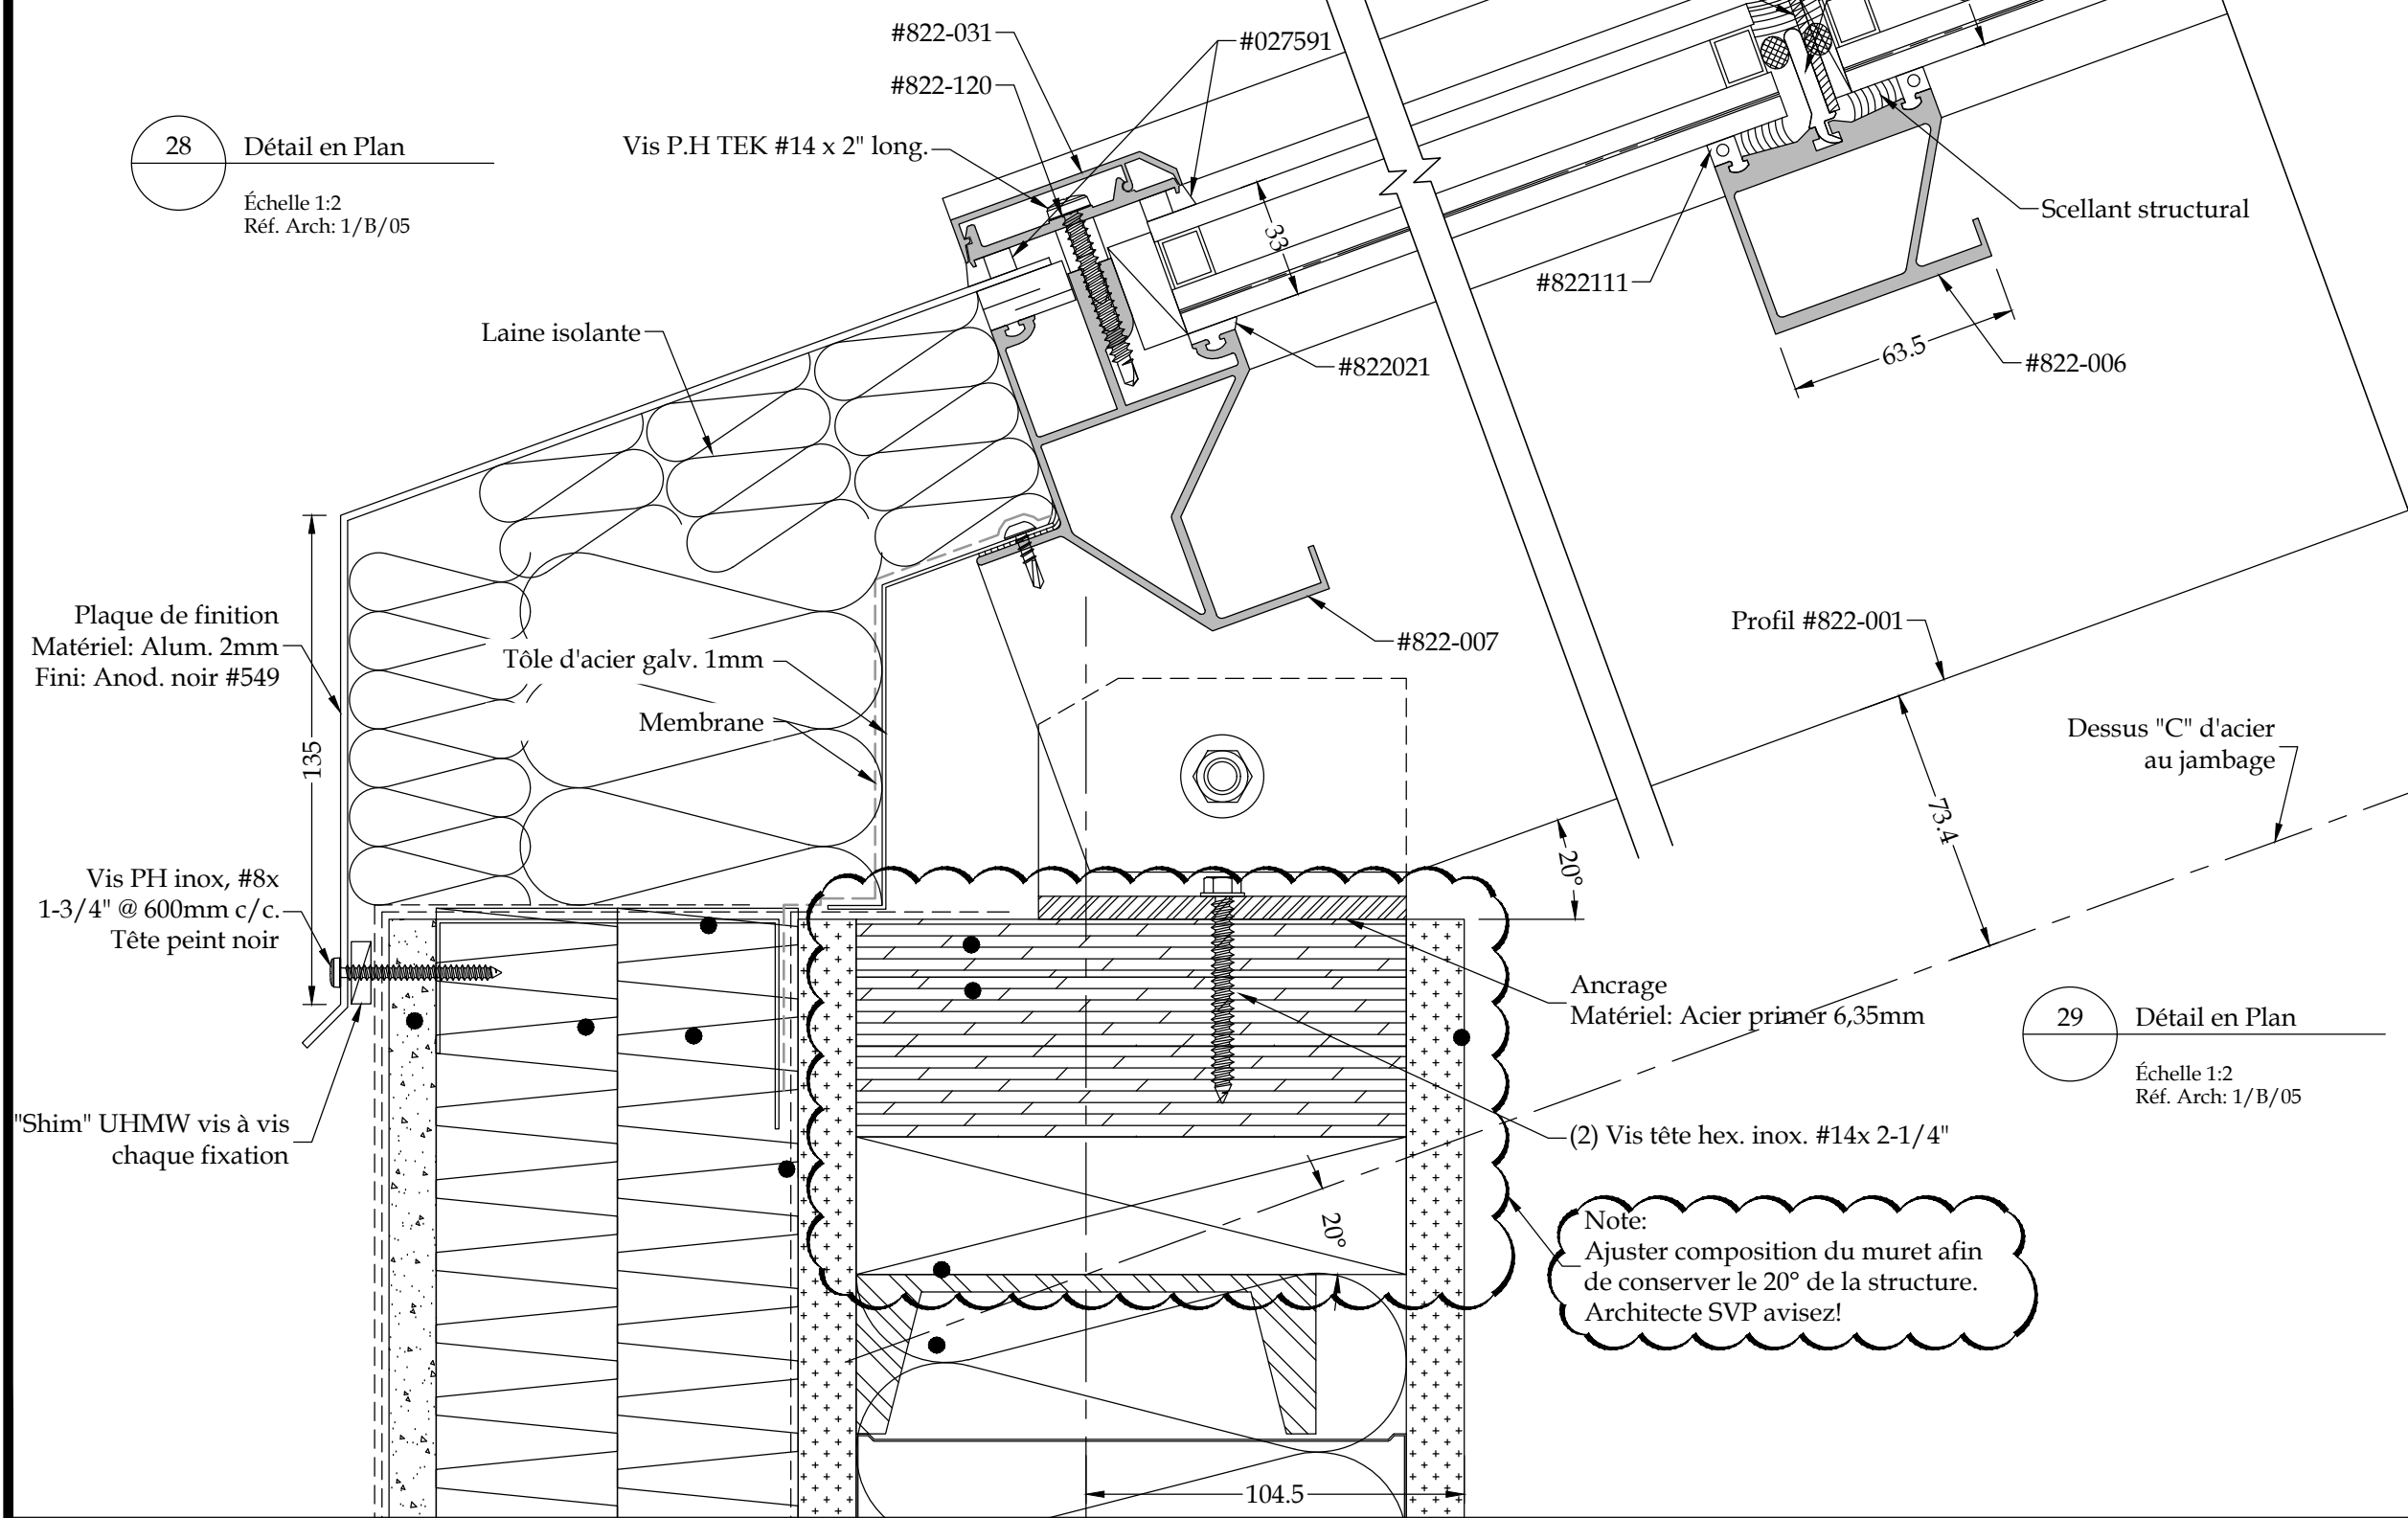 #822-031
#027591
#822-120
28
Détail en Plan
Vis P.H TEK #14 x 2" long.
Échelle 1:2
Réf. Arch: 1/B/05
33
Scellant structural
#822111
Laine isolante
#822021
63.5
#822-006
Plaque de finition
Matériel: Alum. 2mm
Fini: Anod. noir #549
Tôle d'acier galv. 1mm
Membrane
#822-007
Profil #822-001
Dessus "C" d'acier
au jambage
135
73.4
20°
Vis PH inox, #8x
1-3/4" @ 600mm c/c.
Tête peint noir
Ancrage
Matériel: Acier primer 6,35mm
29
Détail en Plan
Échelle 1:2
Réf. Arch: 1/B/05
"Shim" UHMW vis à vis
chaque fixation
(2) Vis tête hex. inox. #14x 2-1/4"
20°
Note:
Ajuster composition du muret afin
de conserver le 20° de la structure.
Architecte SVP avisez!
104.5